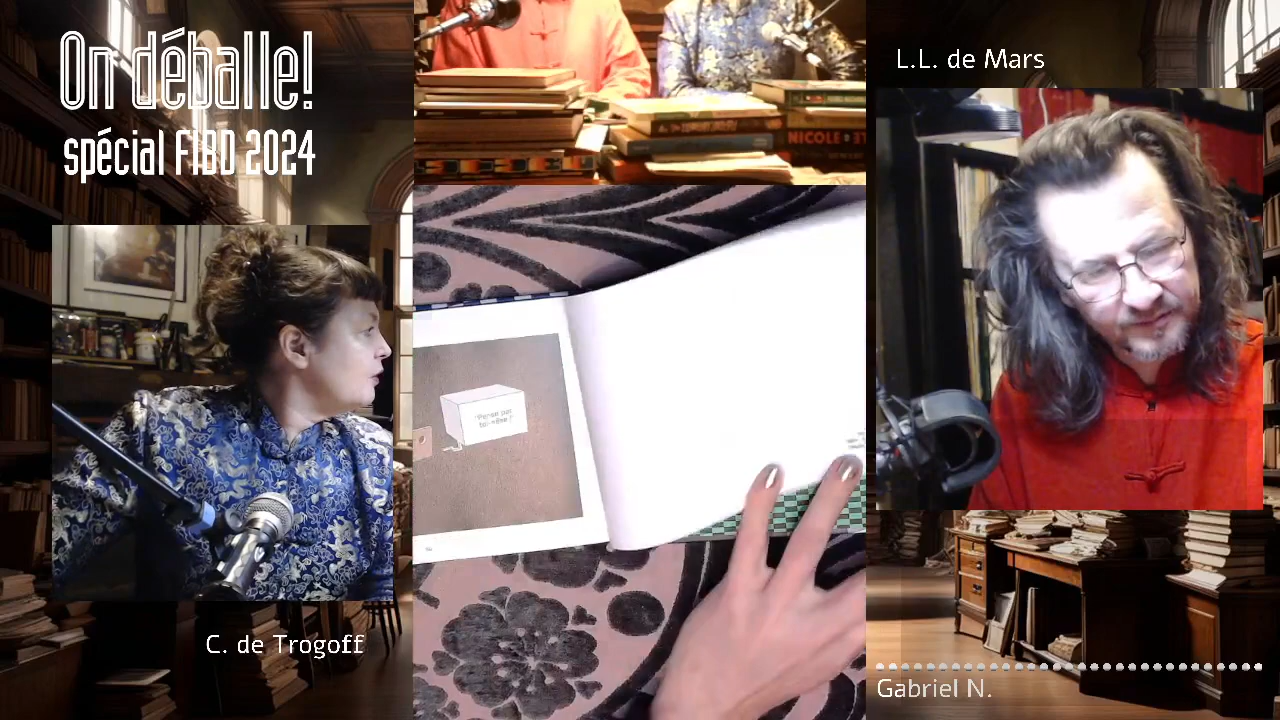 On déballe!
spécial FIBD 2024
L.L. de Mars
NICOLE
C. de Trogoff
Gabriel N.